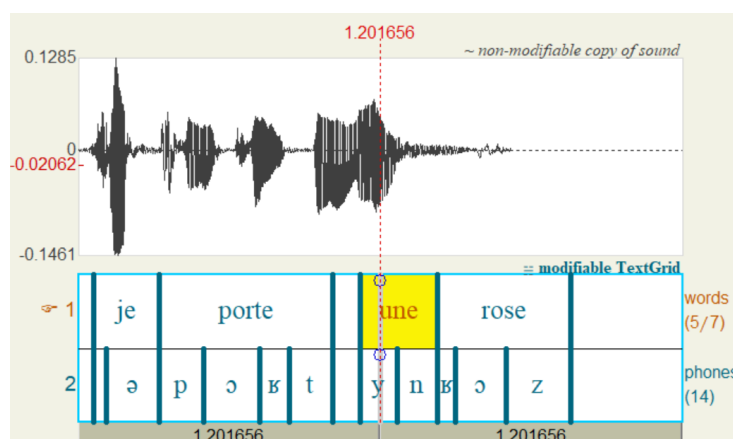 1.201656
~ non-modifiable copy of sound
0.1285
0
-0.02062
-0.1461
modifiable TextGrid
☞ 1 je porte une rose words
(5/7)
2 ə p ɔ ʁ t y n ʁ ɔ z phones
(14)
1.201656 1.201656